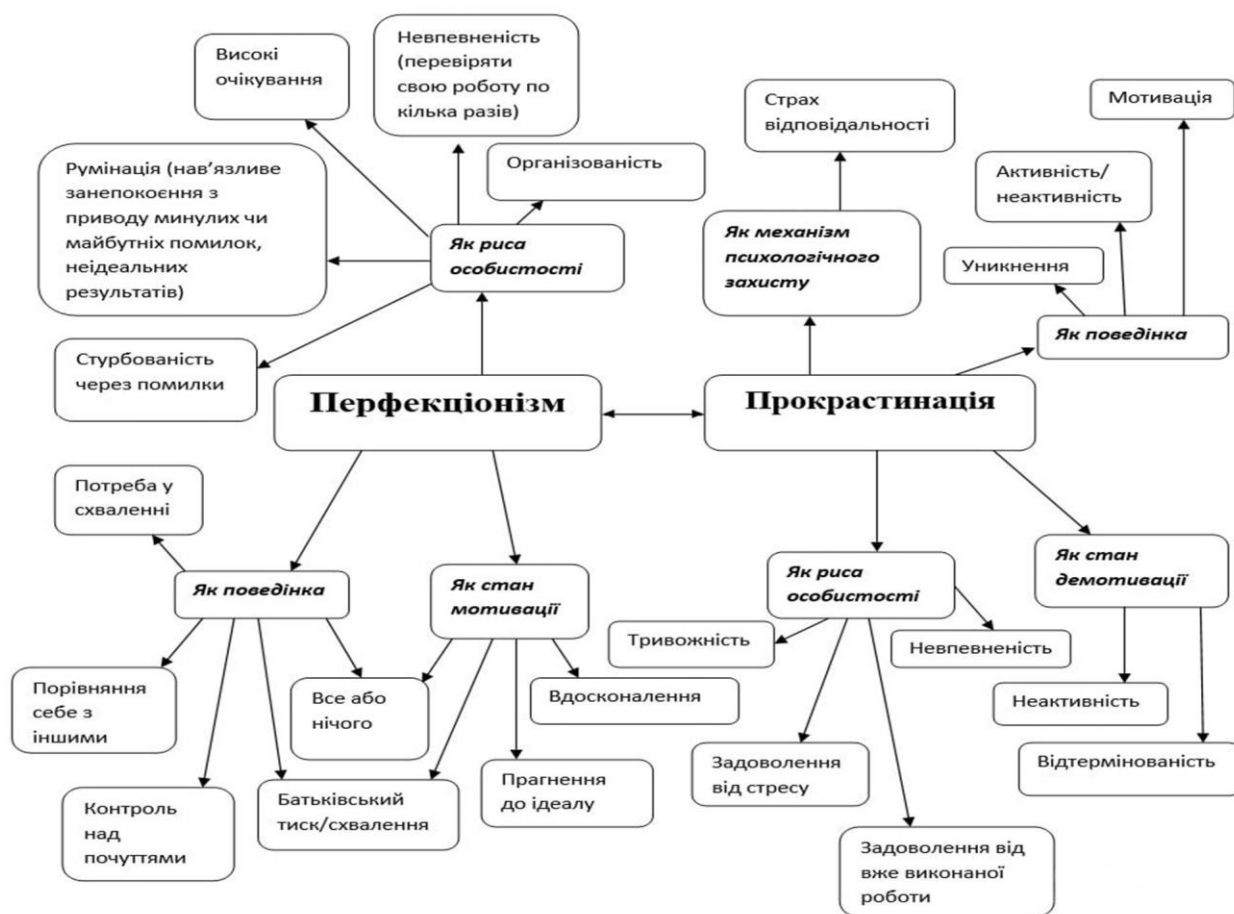 Високі
очікування
Невпевненість
(перевіряти
свою роботу по
кілька разів)
Румінація (нав’язливе
занепокоєння з
приводу минулих чи
майбутніх помилок,
неідеальних
результатів)
Організованість
Як риса
особистості
Стурбованість
через помилки
Страх
відповідальності
Мотивація
Активність/
неактивність
Як механізм
психологічного
захисту
Уникнення
Як поведінка
Перфекціонізм
Прокрастинація
Потреба у
схваленні
Як поведінка
Як стан
мотивації
Порівняння
себе з
іншими
Все або
нічого
Вдосконалення
Контроль
над
почуттями
Батьківський
тиск/схвалення
Прагнення
до ідеалу
Як риса
особистості
Як стан
демотивації
Тривожність
Невпевненість
Неактивність
Задоволення
від стресу
Відтермінованість
Задоволення від
вже виконаної
роботи